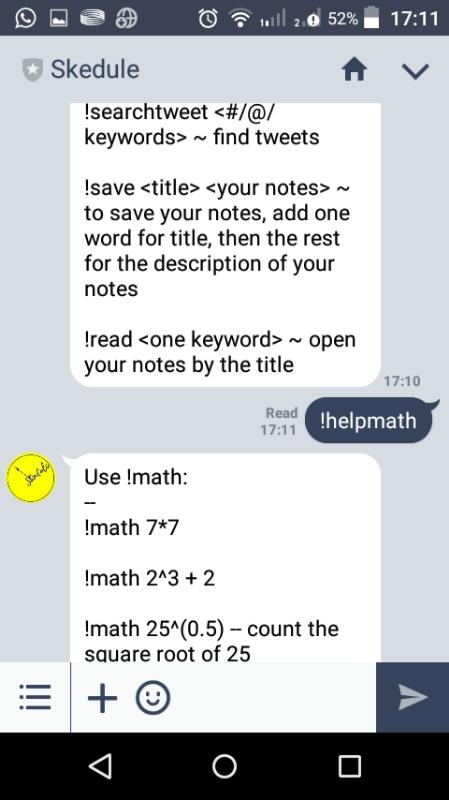 52% 17:11
Skedule
!searchtweet <#/@/
keywords> ~ find tweets
!save <title> <your notes> ~
to save your notes, add one
word for title, then the rest
for the description of your
notes
!read <one keyword> ~ open
your notes by the title
17:10
Read
17:11
!helpmath
Use !math:
--
!math 7*7
!math 2^3 + 2
!math 25^(0.5) -- count the
square root of 25